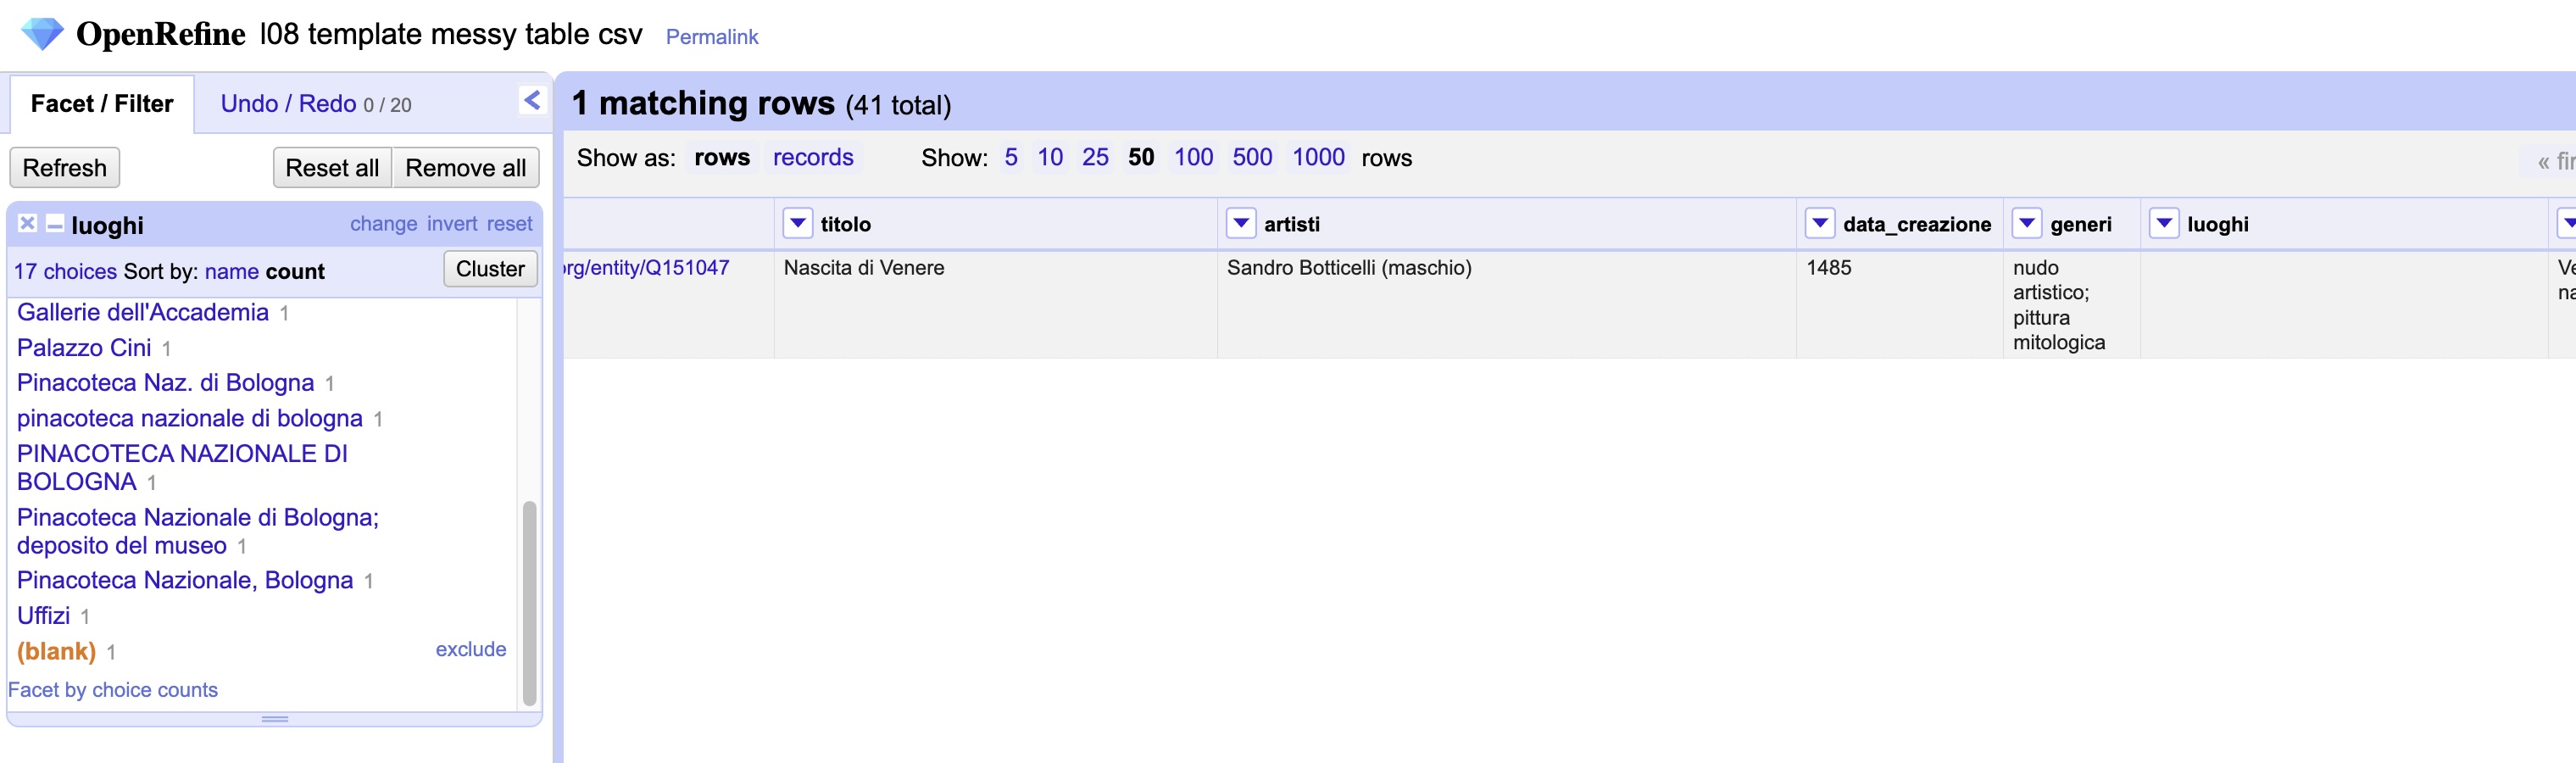 OpenRefine l08 template messy table csv Permalink
Facet / Filter Undo / Redo 0 / 20
Refresh Reset all Remove all
luoghi change invert reset
17 choices Sort by: name count Cluster
Gallerie dell'Accademia 1
Palazzo Cini 1
Pinacoteca Naz. di Bologna 1
pinacoteca nazionale di bologna 1
PINACOTECA NAZIONALE DI
BOLOGNA 1
Pinacoteca Nazionale di Bologna;
deposito del museo 1
Pinacoteca Nazionale, Bologna 1
Uffizi 1
(blank) 1 exclude
Facet by choice counts
1 matching rows (41 total)
Show as: rows records Show: 5 10 25 50 100 500 1000 rows « fir
titolo artisti data_creazione generi luoghi
org/entity/Q151047 Nascita di Venere Sandro Botticelli (maschio) 1485 nudo
artistico;
pittura
mitologica
Ve
na